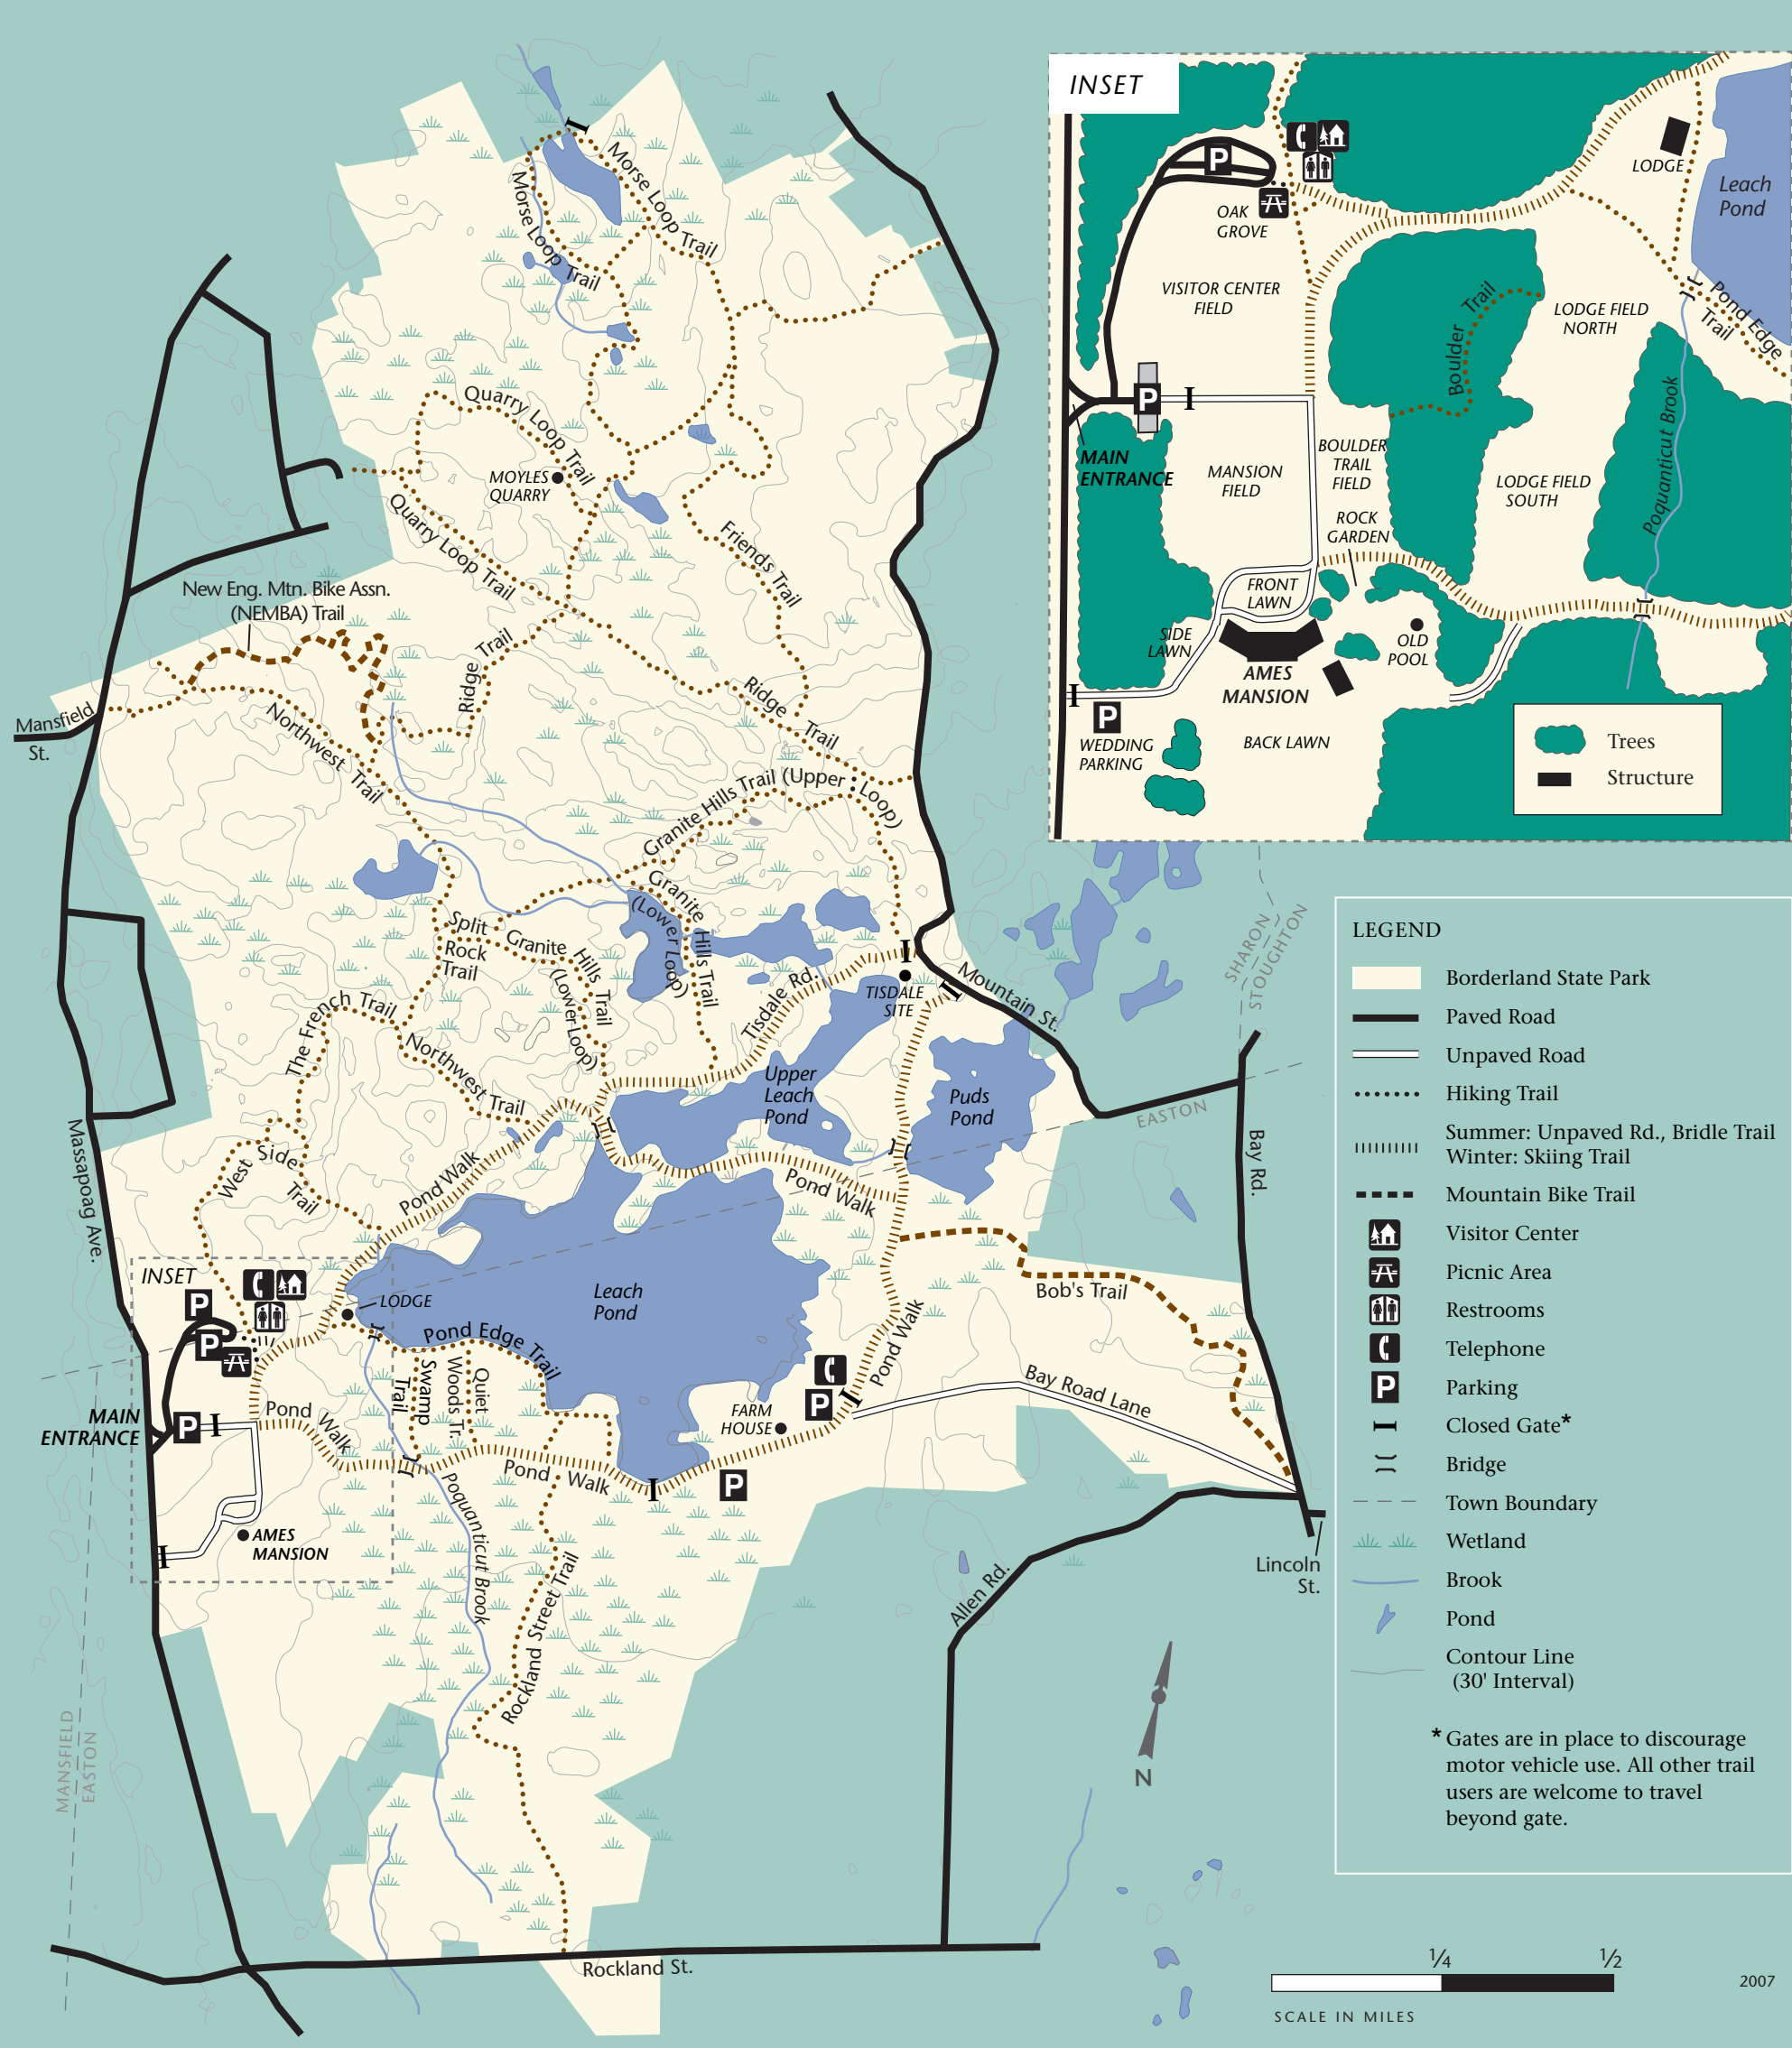 INSET
P
OAK
GROVE
LODGE
Leach
Pond
VISITOR CENTER
FIELD
Boulder Trail
LODGE FIELD
NORTH
Pond Edge
Trail
P
MAIN
ENTRANCE
MANSION
FIELD
BOULDER
TRAIL
FIELD
LODGE FIELD
SOUTH
Poquanticut Brook
ROCK
GARDEN
FRONT
LAWN
SIDE
LAWN
OLD
POOL
AMES
MANSION
P
WEDDING
PARKING
BACK LAWN
Trees
Structure
Morse Loop Trail
Morse Loop Trail
Quarry Loop Trail
MOYLES
QUARRY
Quarry Loop Trail
Friends Trail
New Eng. Mtn. Bike Assn.
(NEMBA) Trail
Ridge Trail
Ridge Trail
Mansfield
St.
Northwest Trail
Granite Hills Trail (Upper Loop)
Granite Hills Trail
(Lower Loop)
Split
Rock
Trail
Granite Hills Trail
(Lower Loop)
The French Trail
Northwest Trail
Tisdale Rd.
TISDALE
SITE
Mountain St.
SHARON
STOUGHTON
Upper
Leach
Pond
Puds
Pond
EASTON
Bay Rd.
Massapoag Ave.
West Side Trail
Pond Walk
Pond Walk
INSET
P
P
LODGE
Leach
Pond
Bob's Trail
Pond Edge Trail
Pond Walk
Bay Road Lane
Swamp
Trail
Quiet
Woods Tr.
MAIN
ENTRANCE
P
Pond Walk
FARM
HOUSE
P
P
Pond Walk
AMES
MANSION
Poquanticut Brook
Rockland Street Trail
Allen Rd.
Lincoln
St.
MANSFIELD
EASTON
Rockland St.
N
LEGEND
Borderland State Park
Paved Road
Unpaved Road
Hiking Trail
Summer: Unpaved Rd., Bridle Trail
Winter: Skiing Trail
Mountain Bike Trail
Visitor Center
Picnic Area
Restrooms
Telephone
P Parking
Closed Gate*
Bridge
Town Boundary
Wetland
Brook
Pond
Contour Line
(30' Interval)
* Gates are in place to discourage
motor vehicle use. All other trail
users are welcome to travel
beyond gate.
¼ ½
SCALE IN MILES
2007